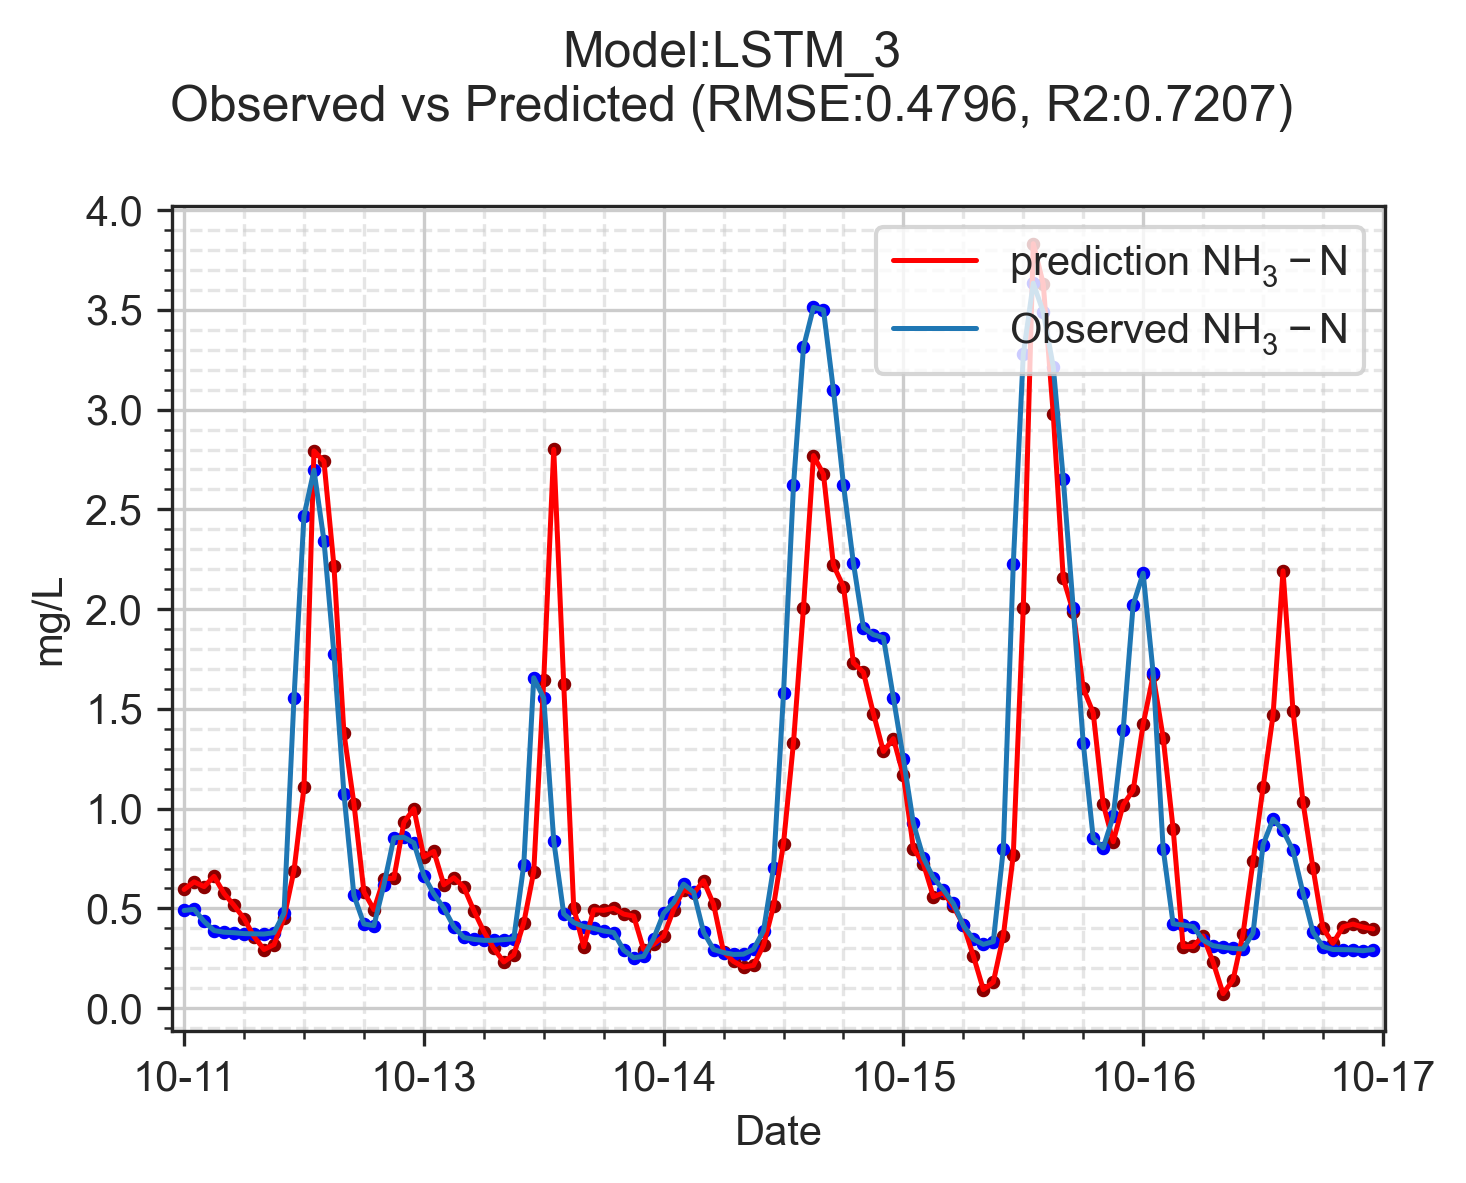 Model:LSTM_3
Observed vs Predicted (RMSE:0.4796, R2:0.7207)
4.0
3.5
3.0
2.5
2.0
1.5
1.0
0.5
0.0
mg/L
prediction NH₃ − N
Observed NH₃ − N
10-11 10-13 10-14 10-15 10-16 10-17
Date